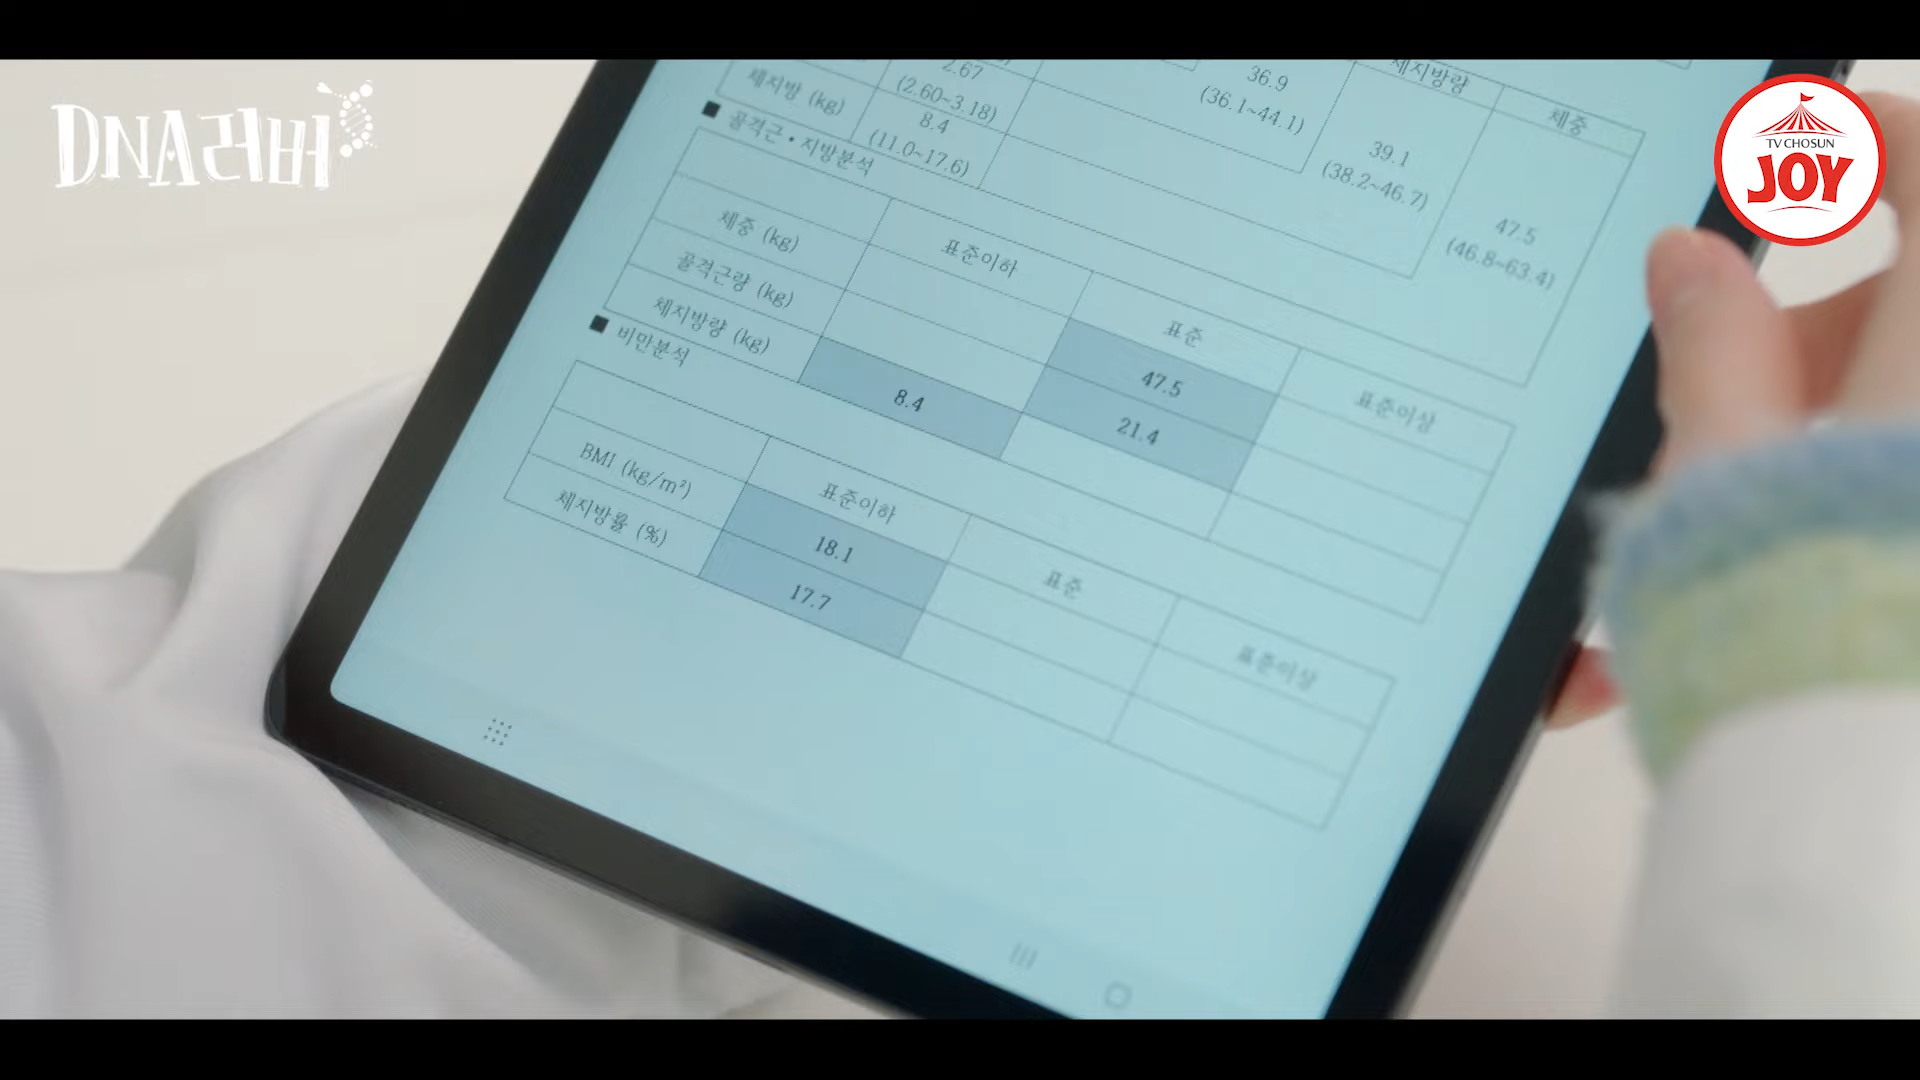 DNA러버
TV CHOSUN
JOY
2.67
(2.60~3.18)
36.9
(36.1~44.1)
체지방량
체중
체지방 (kg)
8.4
(11.0~17.6)
39.1
(38.2~46.7)
47.5
(46.8~63.4)
■ 골격근・지방분석
표준이하
표준
표준이상
체중 (kg)
47.5
골격근량 (kg)
21.4
체지방량 (kg)
8.4
■ 비만분석
표준이하
표준
표준이상
BMI (kg/m²)
18.1
체지방율 (%)
17.7